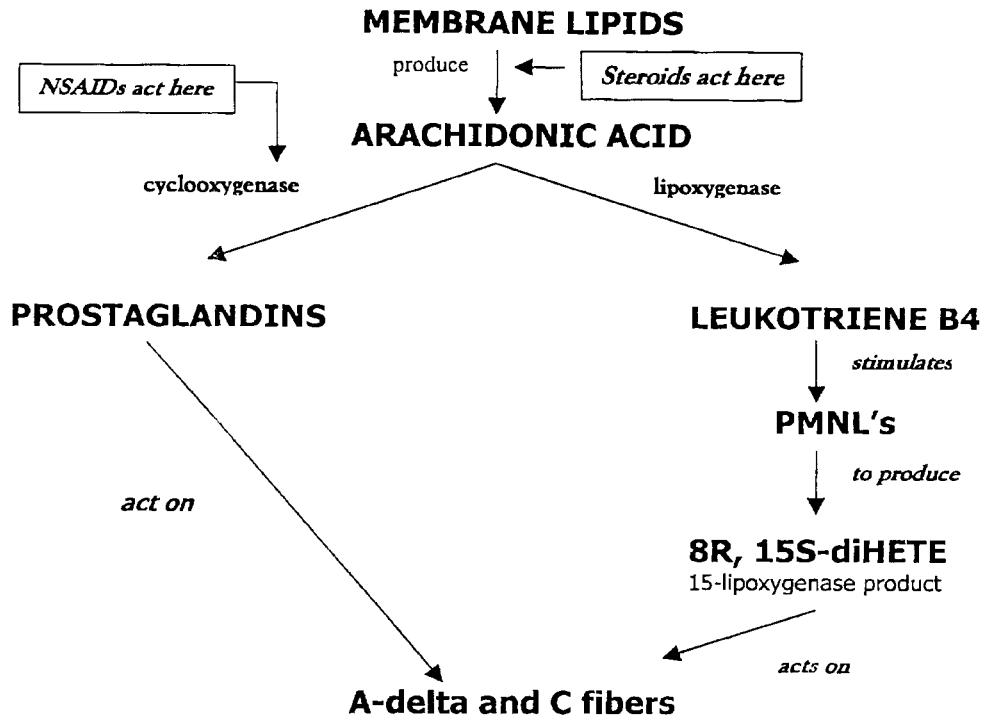 MEMBRANE LIPIDS
produce
Steroids act here
NSAIDs act here
ARACHIDONIC ACID
cyclooxygenase
lipoxygenase
PROSTAGLANDINS
LEUKOTRIENE B4
stimulates
PMNL's
act on
to produce
8R, 15S-diHETE
15-lipoxygenase product
acts on
A-delta and C fibers